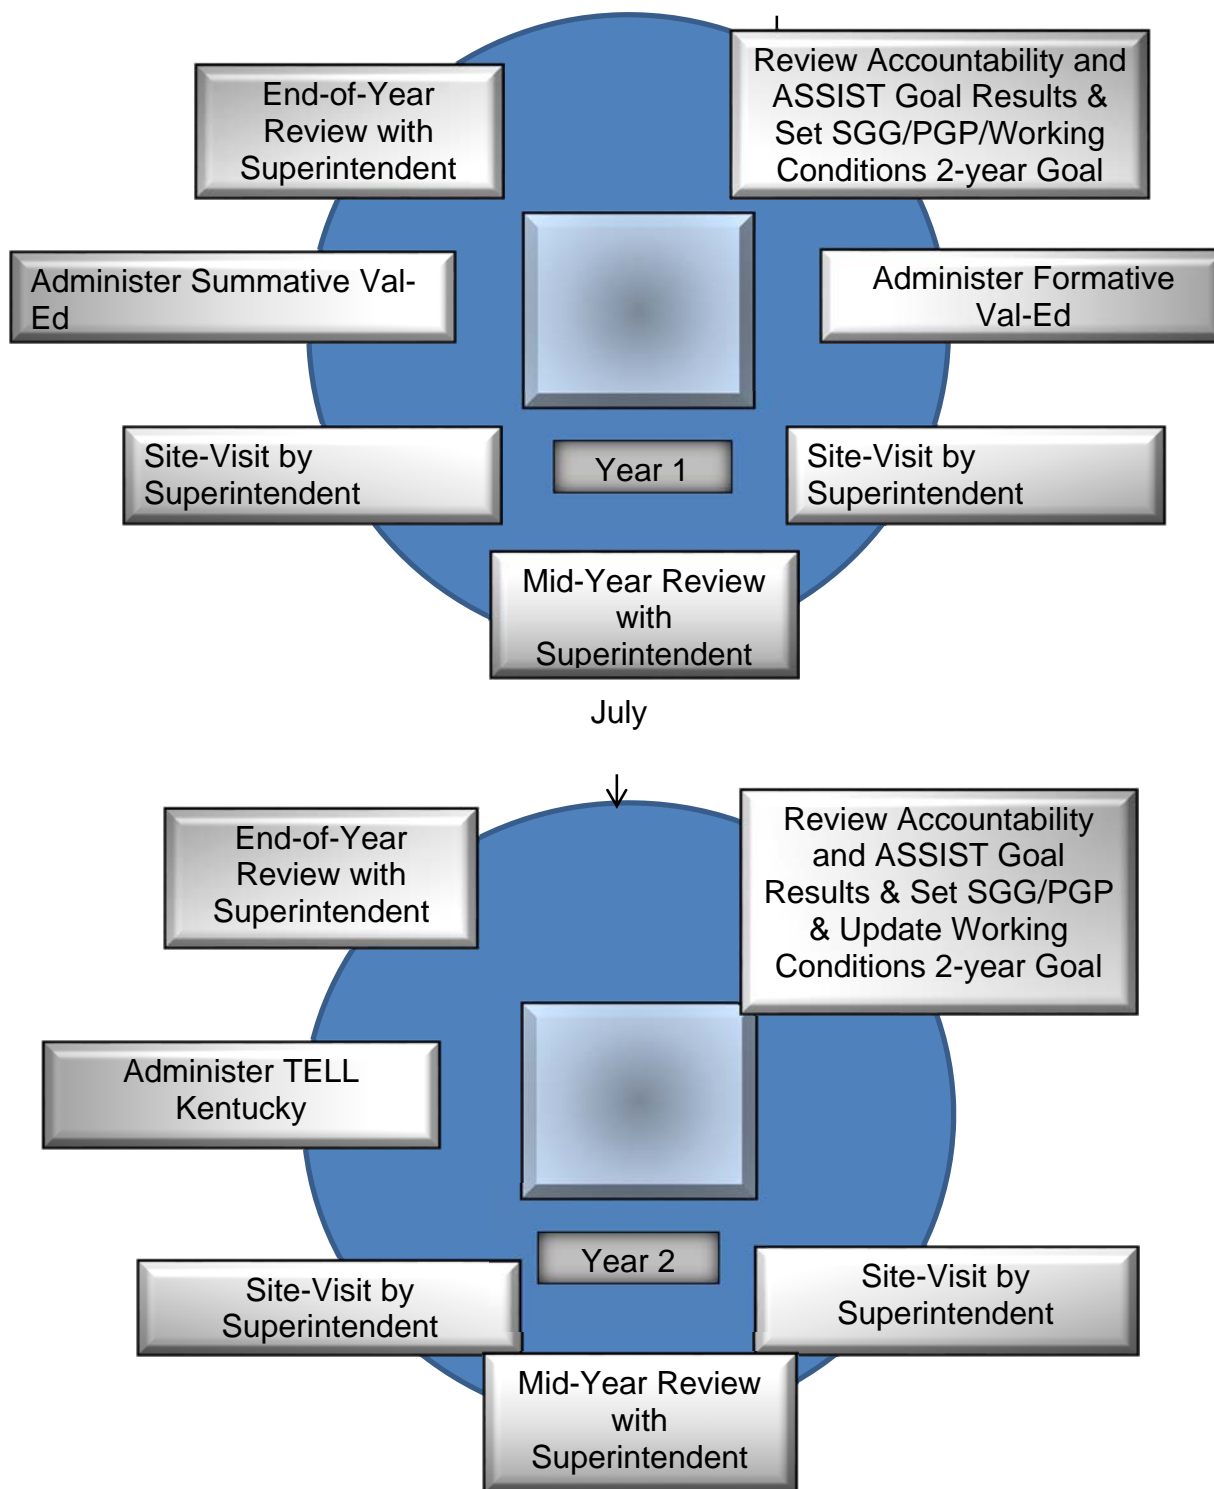 End-of-Year
Review with
Superintendent
Review Accountability and
ASSIST Goal Results &
Set SGG/PGP/Working
Conditions 2-year Goal
Administer Summative Val-
Ed
Administer Formative
Val-Ed
Site-Visit by
Superintendent
Year 1
Site-Visit by
Superintendent
Mid-Year Review
with
Superintendent
July
End-of-Year
Review with
Superintendent
Review Accountability
and ASSIST Goal
Results & Set SGG/PGP
& Update Working
Conditions 2-year Goal
Administer TELL
Kentucky
Year 2
Site-Visit by
Superintendent
Site-Visit by
Superintendent
Mid-Year Review
with
Superintendent